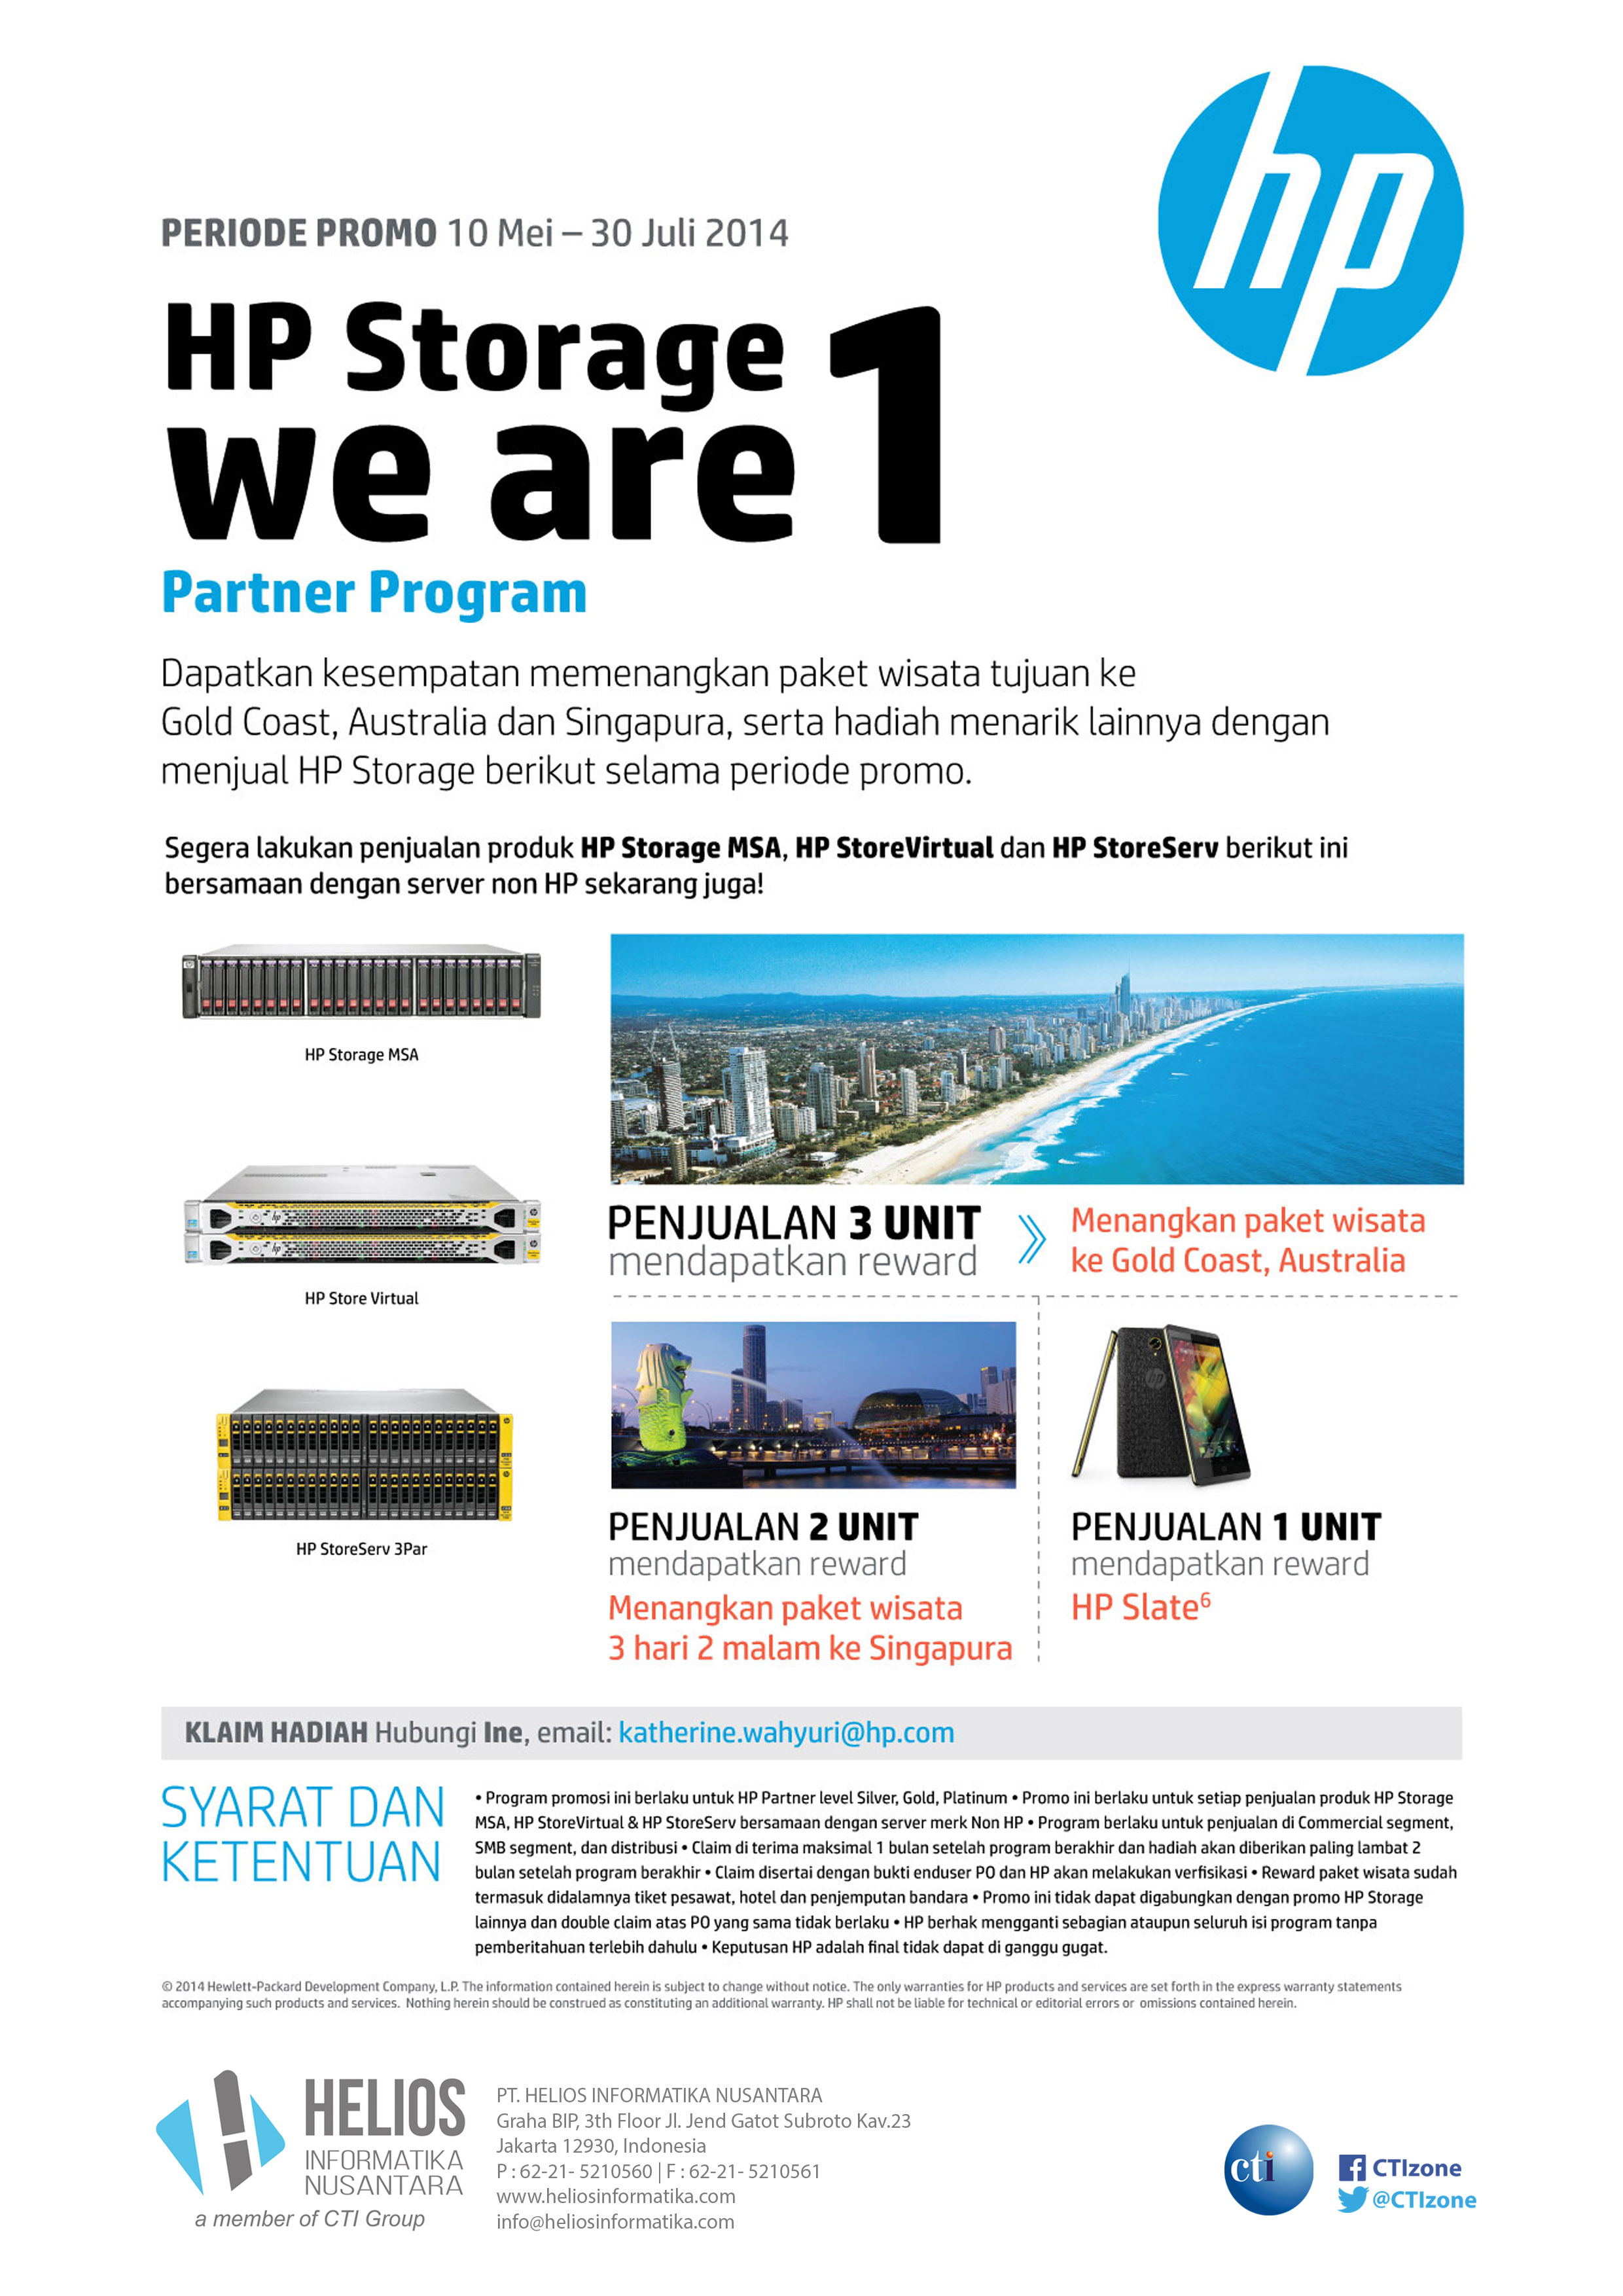 hp
PERIODE PROMO 10 Mei – 30 Juli 2014
HP Storage
we are 1
Partner Program
Dapatkan kesempatan memenangkan paket wisata tujuan ke
Gold Coast, Australia dan Singapura, serta hadiah menarik lainnya dengan
menjual HP Storage berikut selama periode promo.
Segera lakukan penjualan produk HP Storage MSA, HP StoreVirtual dan HP StoreServ berikut ini
bersamaan dengan server non HP sekarang juga!
HP Storage MSA
HP Store Virtual
HP StoreServ 3Par
PENJUALAN 3 UNIT
mendapatkan reward
Menangkan paket wisata
ke Gold Coast, Australia
PENJUALAN 2 UNIT
mendapatkan reward
Menangkan paket wisata
3 hari 2 malam ke Singapura
PENJUALAN 1 UNIT
mendapatkan reward
HP Slate⁶
KLAIM HADIAH Hubungi Ine, email: katherine.wahyuri@hp.com
SYARAT DAN
KETENTUAN
• Program promosi ini berlaku untuk HP Partner level Silver, Gold, Platinum • Promo ini berlaku untuk setiap penjualan produk HP Storage
MSA, HP StoreVirtual & HP StoreServ bersamaan dengan server merk Non HP • Program berlaku untuk penjualan di Commercial segment,
SMB segment, dan distribusi • Claim di terima maksimal 1 bulan setelah program berakhir dan hadiah akan diberikan paling lambat 2
bulan setelah program berakhir • Claim disertai dengan bukti enduser PO dan HP akan melakukan verfisikasi • Reward paket wisata sudah
termasuk didalamnya tiket pesawat, hotel dan penjemputan bandara • Promo ini tidak dapat digabungkan dengan promo HP Storage
lainnya dan double claim atas PO yang sama tidak berlaku • HP berhak mengganti sebagian ataupun seluruh isi program tanpa
pemberitahuan terlebih dahulu • Keputusan HP adalah final tidak dapat di ganggu gugat.
© 2014 Hewlett-Packard Development Company, L.P. The information contained herein is subject to change without notice. The only warranties for HP products and services are set forth in the express warranty statements
accompanying such products and services. Nothing herein should be construed as constituting an additional warranty. HP shall not be liable for technical or editorial errors or omissions contained herein.
HELIOS
INFORMATIKA
NUSANTARA
a member of CTI Group
PT. HELIOS INFORMATIKA NUSANTARA
Graha BIP, 3th Floor Jl. Jend Gatot Subroto Kav.23
Jakarta 12930, Indonesia
P : 62-21- 5210560 | F : 62-21- 5210561
www.heliosinformatika.com
info@heliosinformatika.com
cti
CTIzone
@CTIzone